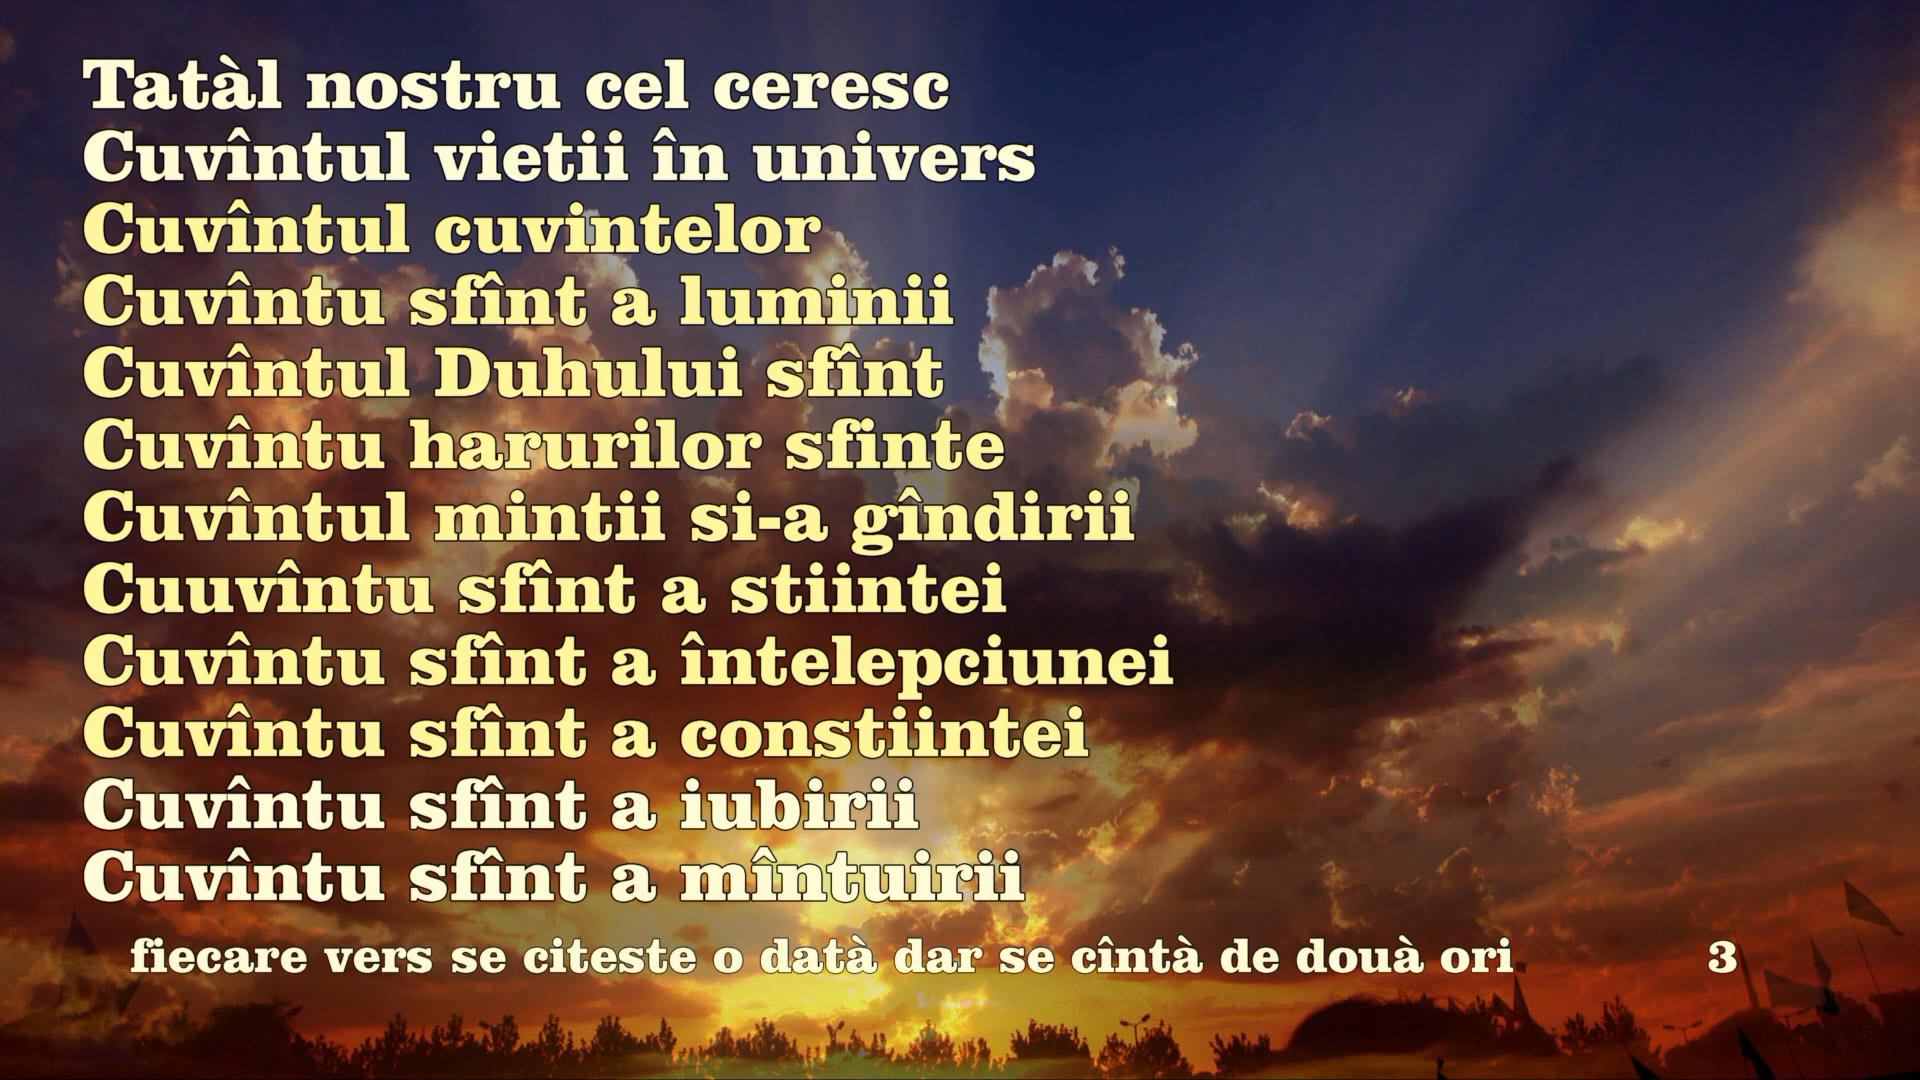 Tatàl nostru cel ceresc
Cuvîntul vietii în univers
Cuvîntul cuvintelor
Cuvîntu sfînt a luminii
Cuvîntul Duhului sfînt
Cuvîntu harurilor sfinte
Cuvîntul mintii si-a gîndirii
Cuuvîntu sfînt a stiintei
Cuvîntu sfînt a întelepciunei
Cuvîntu sfînt a constiintei
Cuvîntu sfînt a iubirii
Cuvîntu sfînt a mîntuirii
fiecare vers se citeste o datà dar se cîntà de douà ori 3